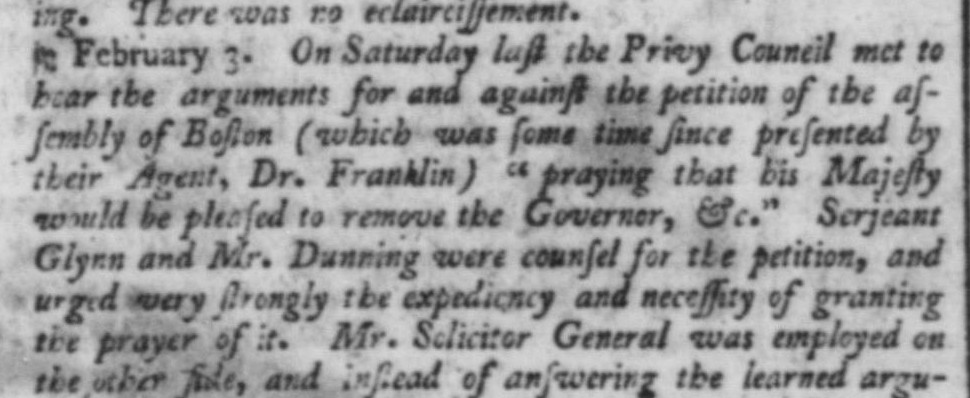 ing. There was no eclairciſſement.
February 3. On Saturday laſt the Privy Council met to
hear the arguments for and againſt the petition of the aſ-
ſembly of Boſton (which was ſome time ſince preſented by
their Agent, Dr. Franklin) “ praying that his Majeſty
would be pleaſed to remove the Governor, &c.” Serjeant
Glynn and Mr. Dunning were counſel for the petition, and
urged very ſtrongly the expediency and neceſſity of granting
the prayer of it. Mr. Solicitor General was employed on
the other ſide, and inſtead of anſwering the learned argu-